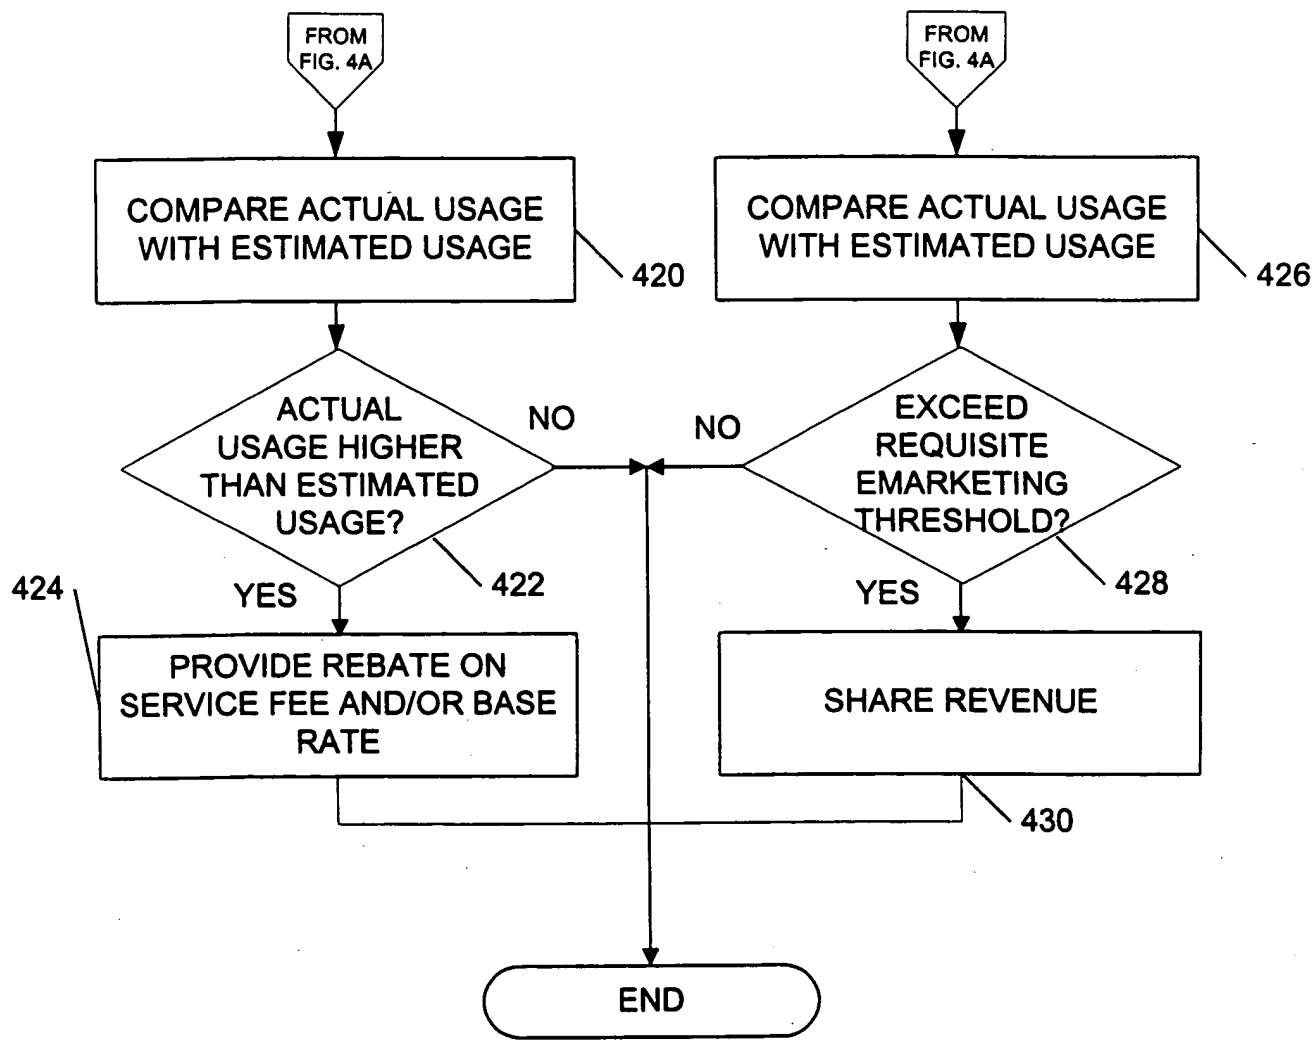 FROM
FIG. 4A
COMPARE ACTUAL USAGE
WITH ESTIMATED USAGE
420
ACTUAL
USAGE HIGHER
THAN ESTIMATED
USAGE?
NO
422
YES
424
PROVIDE REBATE ON
SERVICE FEE AND/OR BASE
RATE
FROM
FIG. 4A
COMPARE ACTUAL USAGE
WITH ESTIMATED USAGE
426
EXCEED
REQUISITE
EMARKETING
THRESHOLD?
NO
428
YES
SHARE REVENUE
430
END